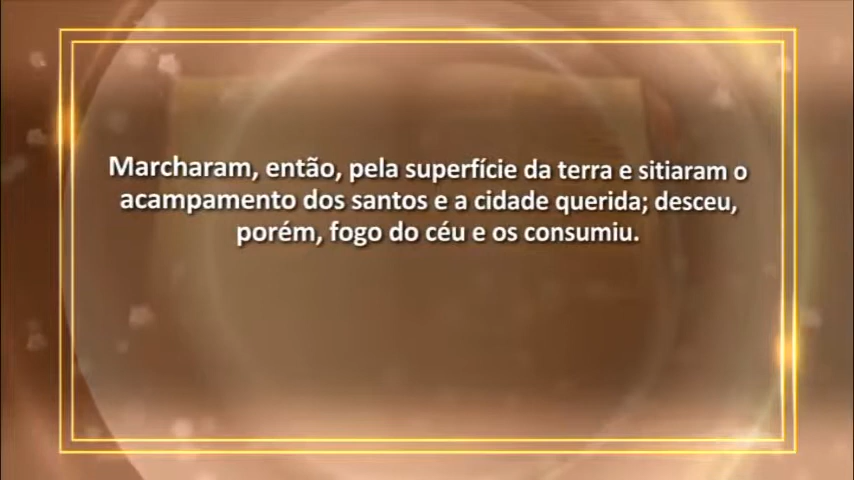 Marcharam, então, pela superfície da terra e sitiaram o
acampamento dos santos e a cidade querida; desceu,
porém, fogo do céu e os consumiu.